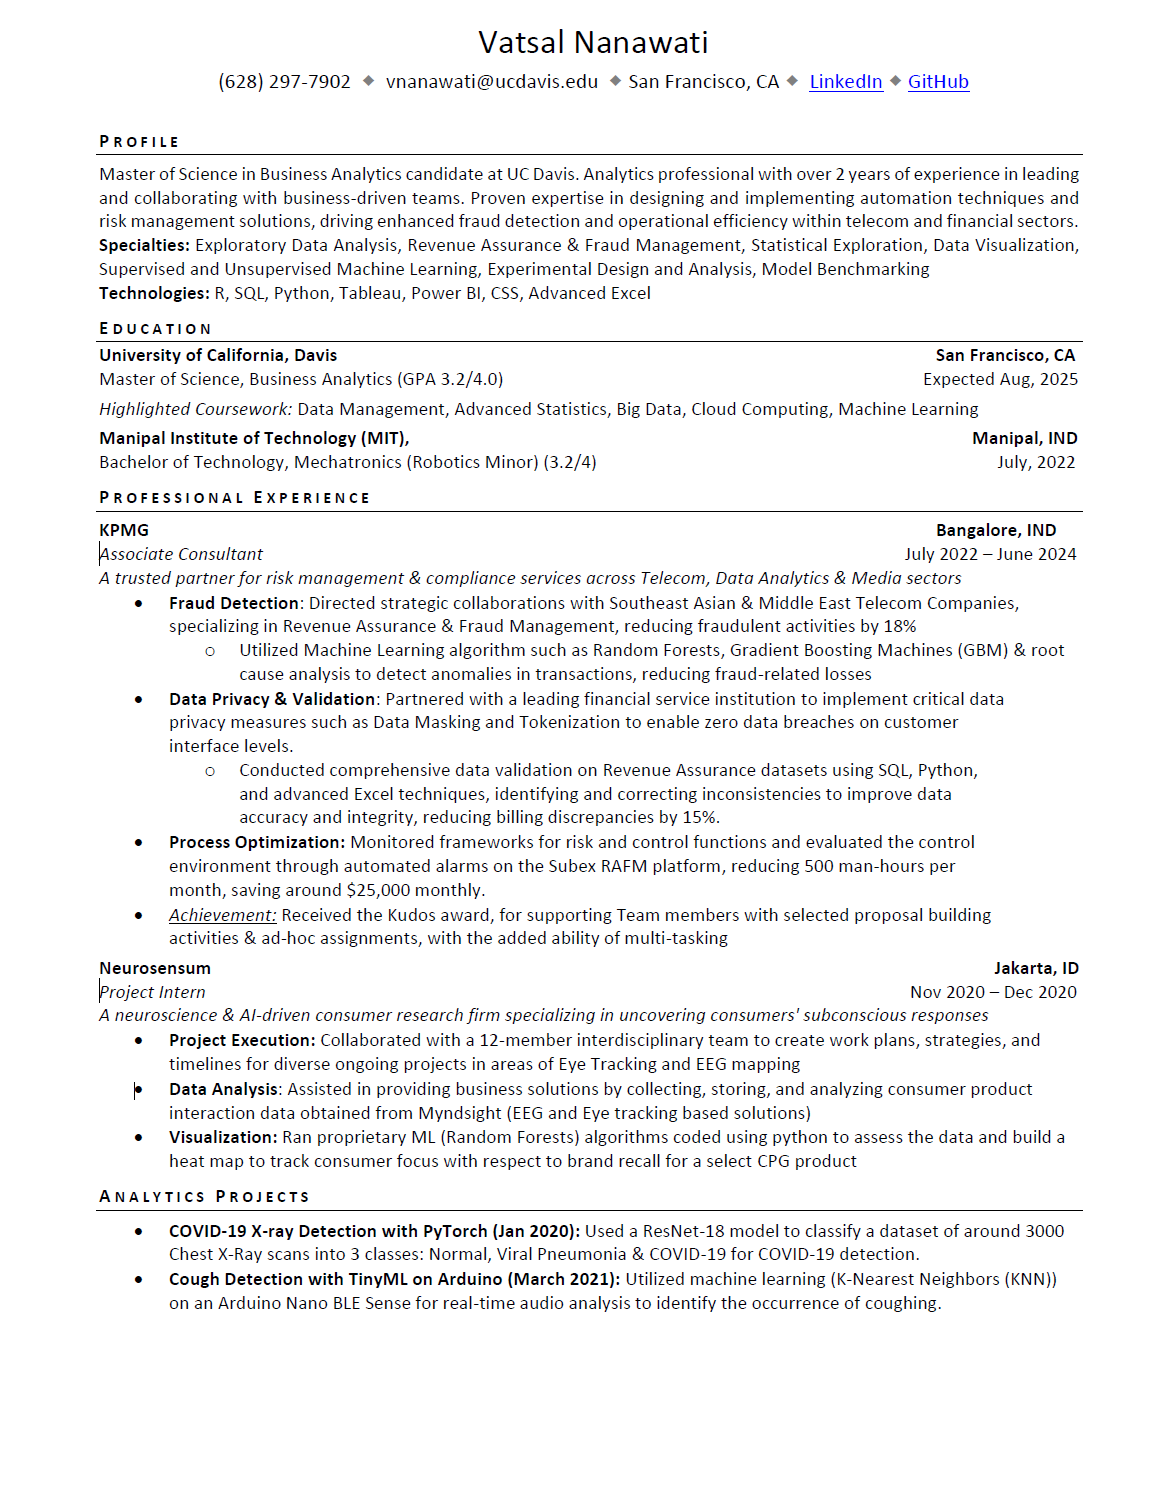 Vatsal Nanawati
(628) 297-7902 ◆ vnanawati@ucdavis.edu ◆ San Francisco, CA ◆ LinkedIn ◆ GitHub
PROFILE
Master of Science in Business Analytics candidate at UC Davis. Analytics professional with over 2 years of experience in leading
and collaborating with business-driven teams. Proven expertise in designing and implementing automation techniques and
risk management solutions, driving enhanced fraud detection and operational efficiency within telecom and financial sectors.
Specialties: Exploratory Data Analysis, Revenue Assurance & Fraud Management, Statistical Exploration, Data Visualization,
Supervised and Unsupervised Machine Learning, Experimental Design and Analysis, Model Benchmarking
Technologies: R, SQL, Python, Tableau, Power BI, CSS, Advanced Excel
EDUCATION
University of California, Davis San Francisco, CA
Master of Science, Business Analytics (GPA 3.2/4.0) Expected Aug, 2025
Highlighted Coursework: Data Management, Advanced Statistics, Big Data, Cloud Computing, Machine Learning
Manipal Institute of Technology (MIT), Manipal, IND
Bachelor of Technology, Mechatronics (Robotics Minor) (3.2/4) July, 2022
PROFESSIONAL EXPERIENCE
KPMG Bangalore, IND
Associate Consultant July 2022 – June 2024
A trusted partner for risk management & compliance services across Telecom, Data Analytics & Media sectors
• Fraud Detection: Directed strategic collaborations with Southeast Asian & Middle East Telecom Companies,
specializing in Revenue Assurance & Fraud Management, reducing fraudulent activities by 18%
o Utilized Machine Learning algorithm such as Random Forests, Gradient Boosting Machines (GBM) & root
cause analysis to detect anomalies in transactions, reducing fraud-related losses
• Data Privacy & Validation: Partnered with a leading financial service institution to implement critical data
privacy measures such as Data Masking and Tokenization to enable zero data breaches on customer
interface levels.
o Conducted comprehensive data validation on Revenue Assurance datasets using SQL, Python,
and advanced Excel techniques, identifying and correcting inconsistencies to improve data
accuracy and integrity, reducing billing discrepancies by 15%.
• Process Optimization: Monitored frameworks for risk and control functions and evaluated the control
environment through automated alarms on the Subex RAFM platform, reducing 500 man-hours per
month, saving around $25,000 monthly.
• Achievement: Received the Kudos award, for supporting Team members with selected proposal building
activities & ad-hoc assignments, with the added ability of multi-tasking
Neurosensum Jakarta, ID
Project Intern Nov 2020 – Dec 2020
A neuroscience & AI-driven consumer research firm specializing in uncovering consumers' subconscious responses
• Project Execution: Collaborated with a 12-member interdisciplinary team to create work plans, strategies, and
timelines for diverse ongoing projects in areas of Eye Tracking and EEG mapping
• Data Analysis: Assisted in providing business solutions by collecting, storing, and analyzing consumer product
interaction data obtained from Myndsight (EEG and Eye tracking based solutions)
• Visualization: Ran proprietary ML (Random Forests) algorithms coded using python to assess the data and build a
heat map to track consumer focus with respect to brand recall for a select CPG product
ANALYTICS PROJECTS
• COVID-19 X-ray Detection with PyTorch (Jan 2020): Used a ResNet-18 model to classify a dataset of around 3000
Chest X-Ray scans into 3 classes: Normal, Viral Pneumonia & COVID-19 for COVID-19 detection.
• Cough Detection with TinyML on Arduino (March 2021): Utilized machine learning (K-Nearest Neighbors (KNN))
on an Arduino Nano BLE Sense for real-time audio analysis to identify the occurrence of coughing.